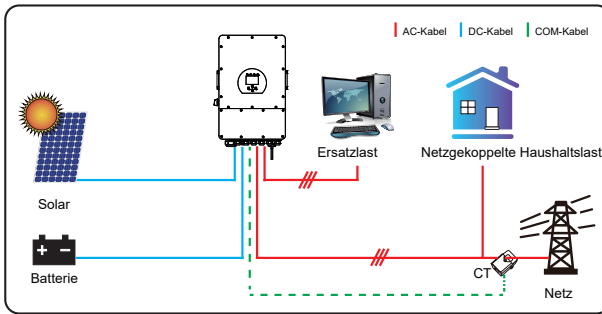 AC-Kabel
DC-Kabel
COM-Kabel
Ersatzlast
Netzgekoppelte Haushaltslast
Solar
Batterie
CT
Netz